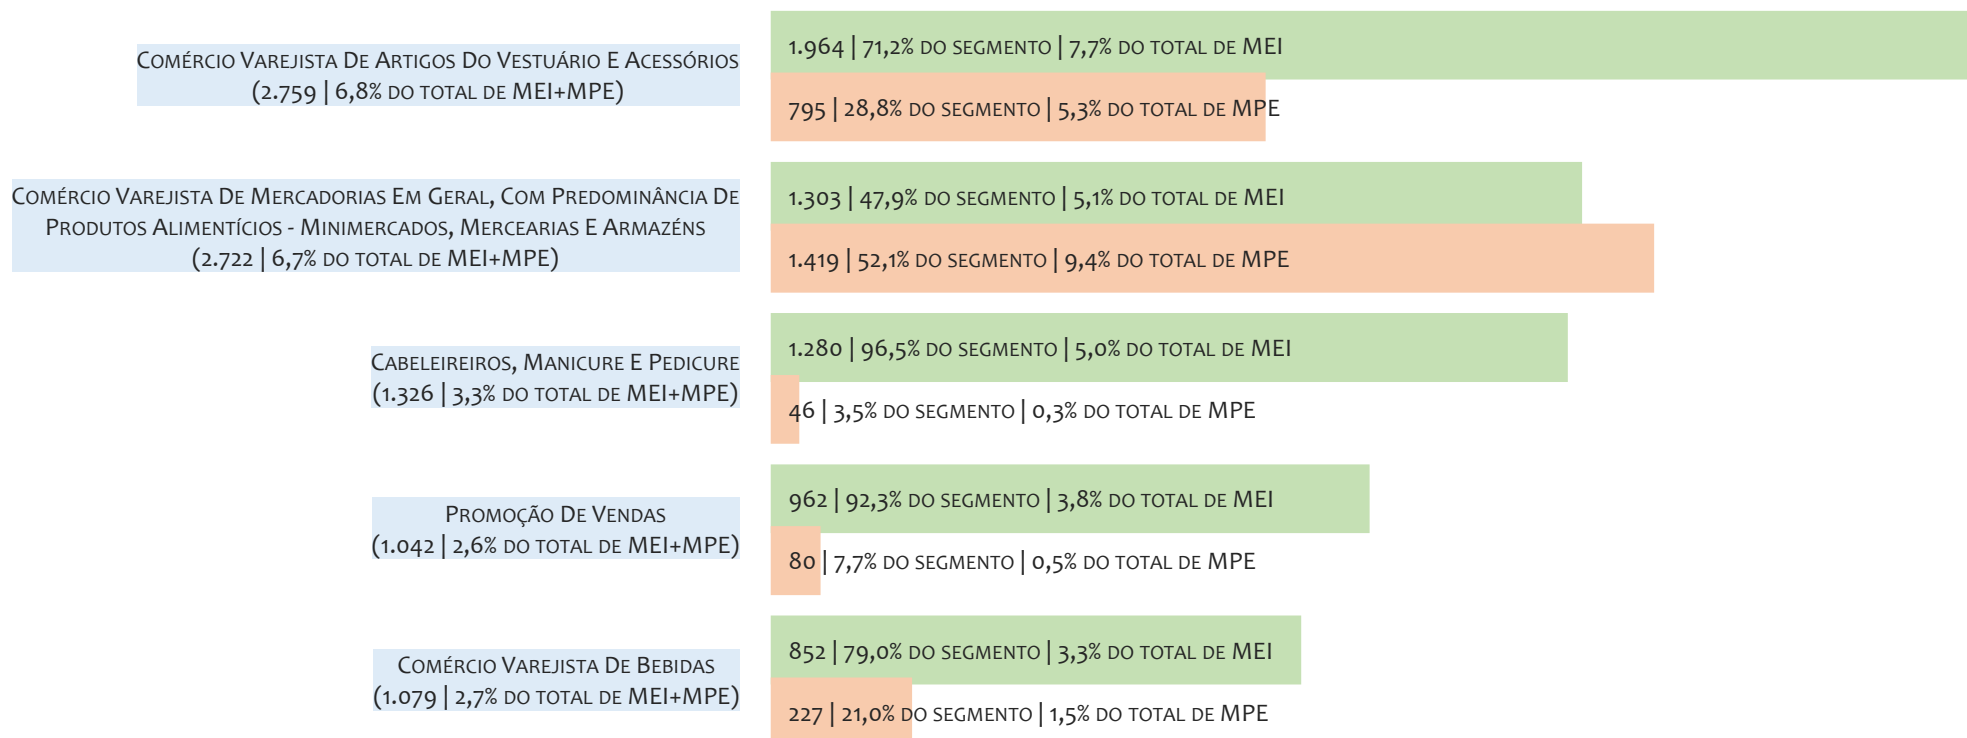 Comércio Varejista De Artigos Do Vestuário E Acessórios
(2.759 | 6,8% do total de MEI+MPE)
1.964 | 71,2% do segmento | 7,7% do total de MEI
795 | 28,8% do segmento | 5,3% do total de MPE
Comércio Varejista De Mercadorias Em Geral, Com Predominância De
Produtos Alimentícios - Minimercados, Mercearias E Armazéns
(2.722 | 6,7% do total de MEI+MPE)
1.303 | 47,9% do segmento | 5,1% do total de MEI
1.419 | 52,1% do segmento | 9,4% do total de MPE
Cabeleireiros, Manicure E Pedicure
(1.326 | 3,3% do total de MEI+MPE)
1.280 | 96,5% do segmento | 5,0% do total de MEI
46 | 3,5% do segmento | 0,3% do total de MPE
Promoção De Vendas
(1.042 | 2,6% do total de MEI+MPE)
962 | 92,3% do segmento | 3,8% do total de MEI
80 | 7,7% do segmento | 0,5% do total de MPE
Comércio Varejista De Bebidas
(1.079 | 2,7% do total de MEI+MPE)
852 | 79,0% do segmento | 3,3% do total de MEI
227 | 21,0% do segmento | 1,5% do total de MPE